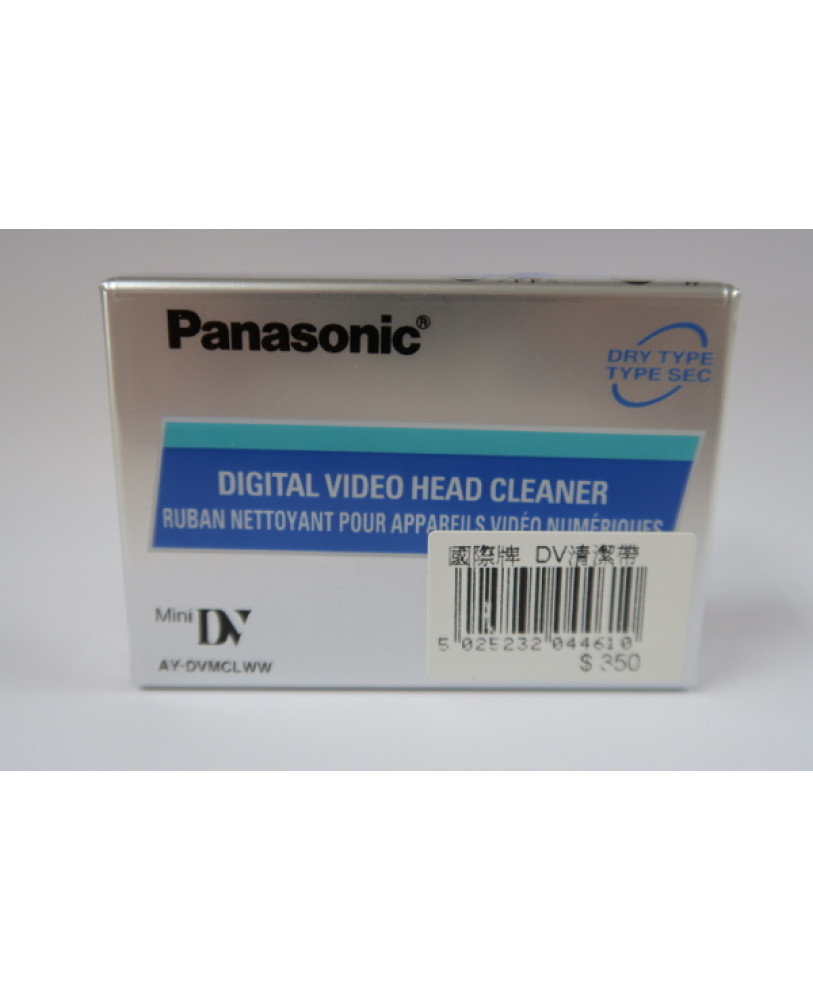 Panasonic®
DRY TYPE
TYPE SEC
DIGITAL VIDEO HEAD CLEANER
RUBAN NETTOYANT POUR APPAREILS VIDÉO NUMÉRIQUES
Mini DV
AY-DVMCLWW
國際牌 DV清潔帶
5 025232 044610
$ 350